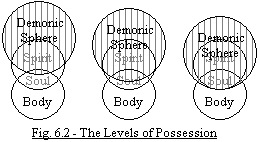 Demonic
Sphere
Spirit
Soul
Body
Demonic
Sphere
Spirit
Soul
Body
Demonic
Sphere
Spirit
Soul
Body
Fig. 6.2 - The Levels of Possession